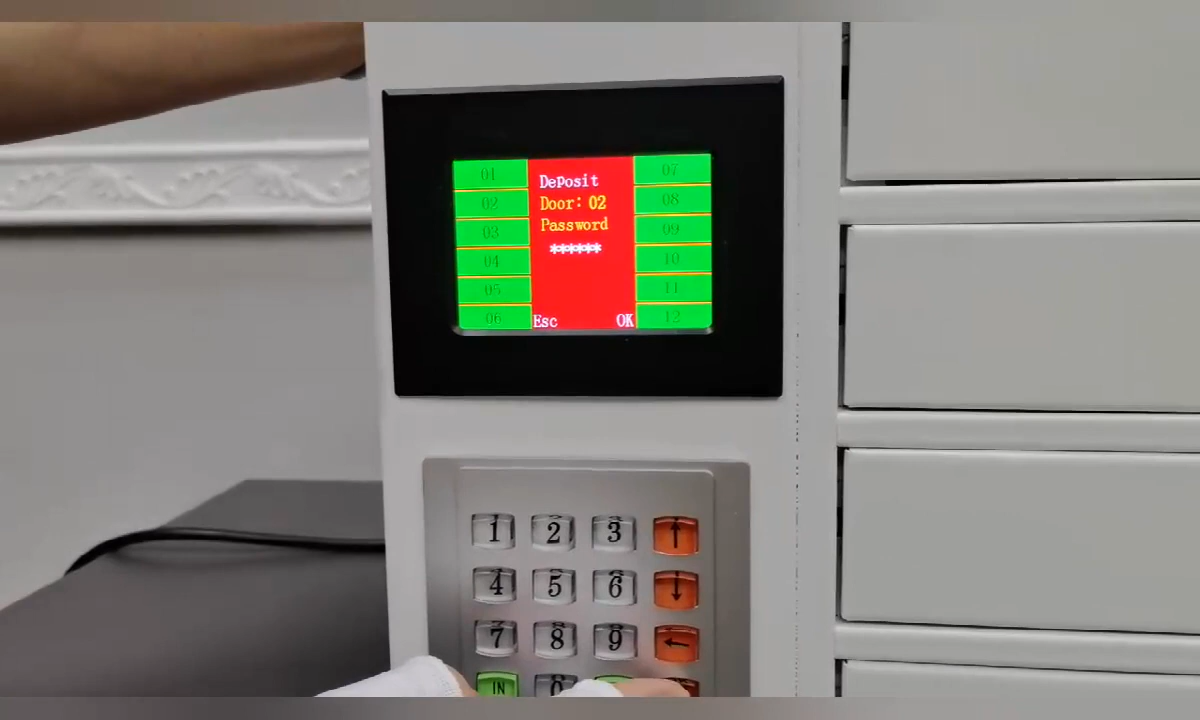 01
02
03
04
05
06
Deposit
Door: 02
Password
******
Esc OK
07
08
09
10
11
12
1 2 3 ↑
4 5 6 ↓
7 8 9 ←
IN 0